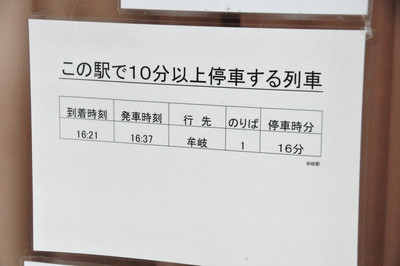 この駅で10分以上停車する列車
到着時刻 発車時刻 行先 のりば 停車時分
16:21 16:37 牟岐 1 16分